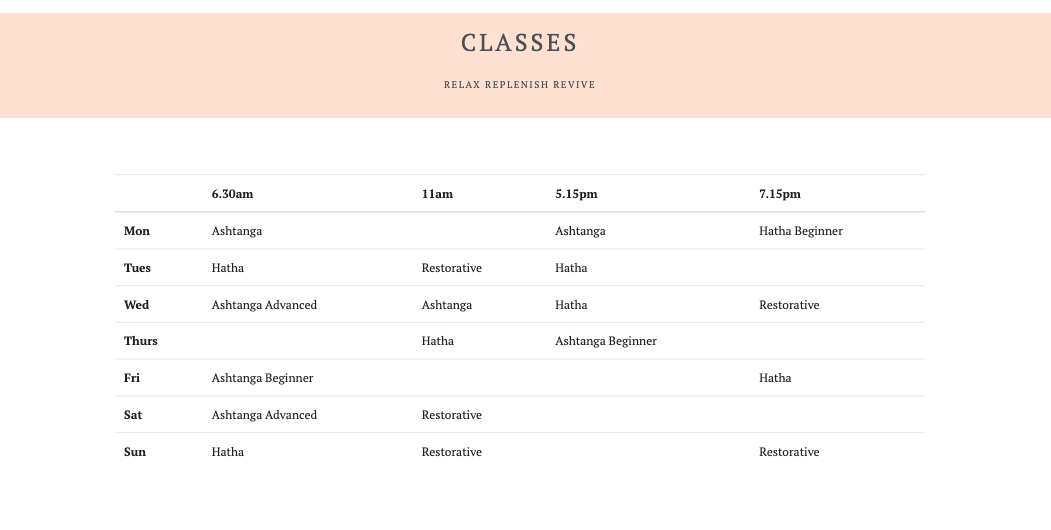 CLASSES
RELAX REPLENISH REVIVE
6.30am 11am 5.15pm 7.15pm
Mon Ashtanga Ashtanga Hatha Beginner
Tues Hatha Restorative Hatha
Wed Ashtanga Advanced Ashtanga Hatha Restorative
Thurs Hatha Ashtanga Beginner
Fri Ashtanga Beginner Hatha
Sat Ashtanga Advanced Restorative
Sun Hatha Restorative Restorative